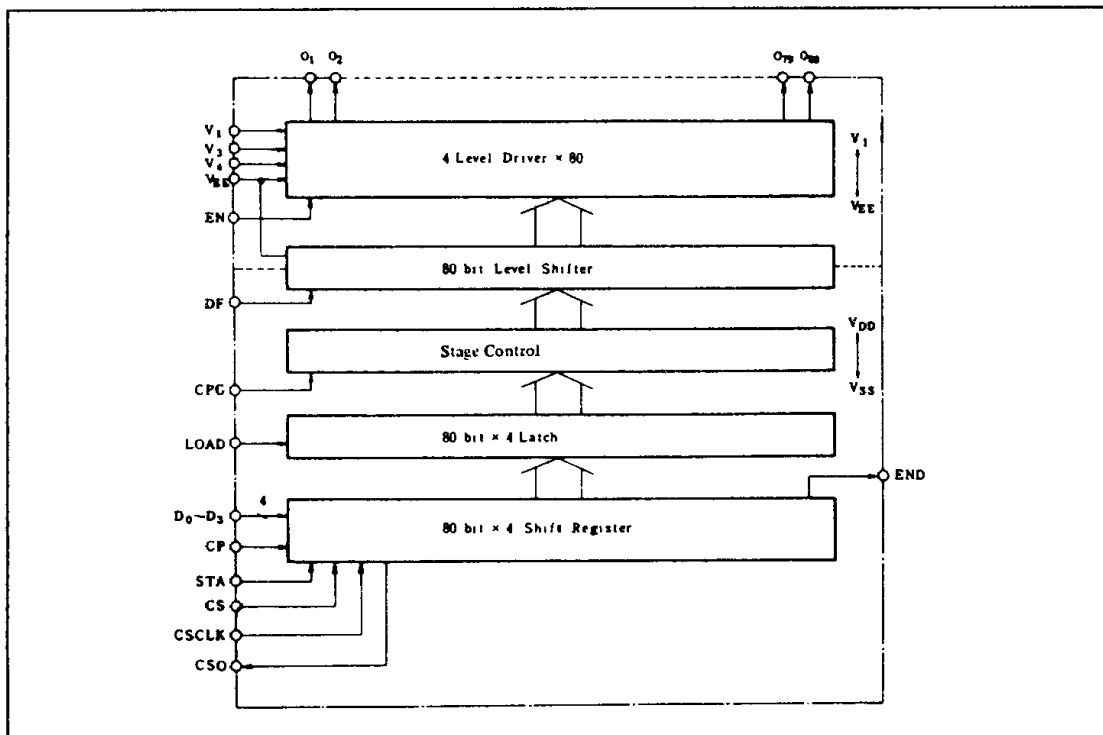 O₁ O₂ O₇₉ O₈₀
V₁
V₃
V₄
VEE
4 Level Driver × 80
V₁
VEE
EN
80 bit Level Shifter
DF
Stage Control
VDD
VSS
CPG
LOAD
80 bit × 4 Latch
END
4
D₀~D₃
80 bit × 4 Shift Register
CP
STA
CS
CSCLK
CSO